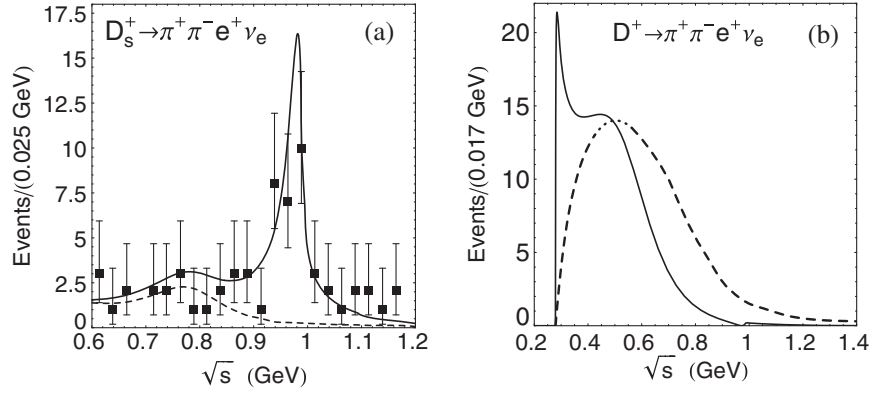 D_s^+→π^+π^-e^+ν_e (a)
Events/(0.025 GeV)
17.5
15
12.5
10
7.5
5
2.5
0
0.6 0.7 0.8 0.9 1 1.1 1.2
√s (GeV)
D^+→π^+π^-e^+ν_e (b)
Events/(0.017 GeV)
20
15
10
5
0
0.2 0.4 0.6 0.8 1 1.2 1.4
√s (GeV)